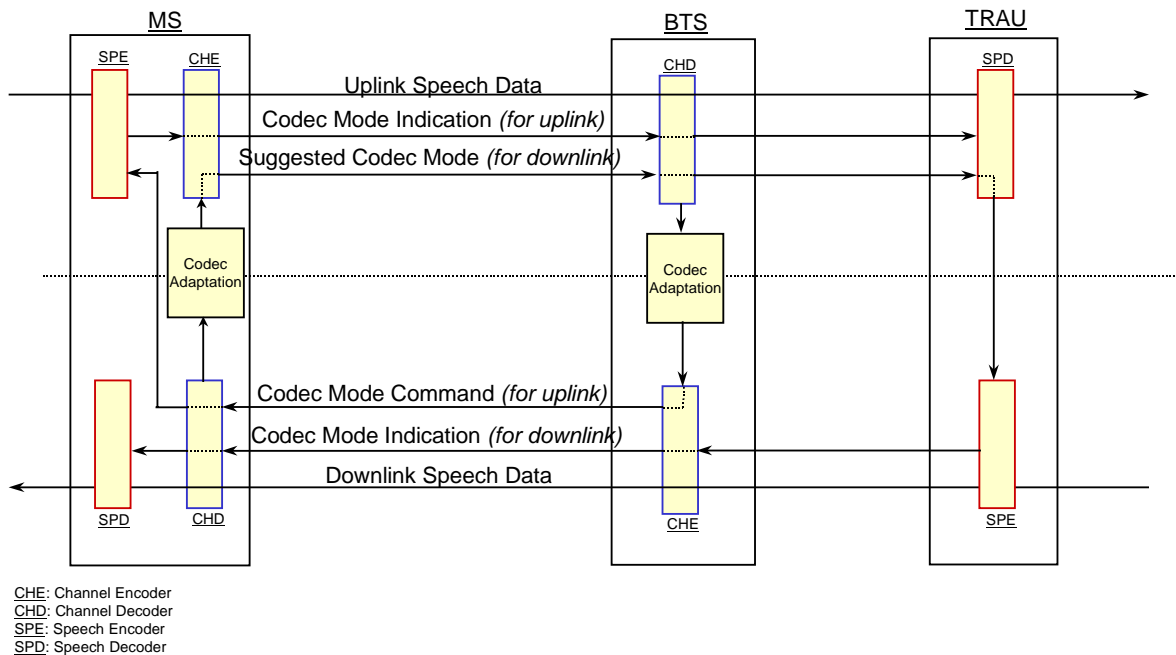 MS
BTS
TRAU
SPE
CHE
CHD
SPD
Uplink Speech Data
Codec Mode Indication (for uplink)
Suggested Codec Mode (for downlink)
Codec
Adaptation
Codec
Adaptation
Codec Mode Command (for uplink)
Codec Mode Indication (for downlink)
Downlink Speech Data
SPD
CHD
CHE
SPE
CHE: Channel Encoder
CHD: Channel Decoder
SPE: Speech Encoder
SPD: Speech Decoder